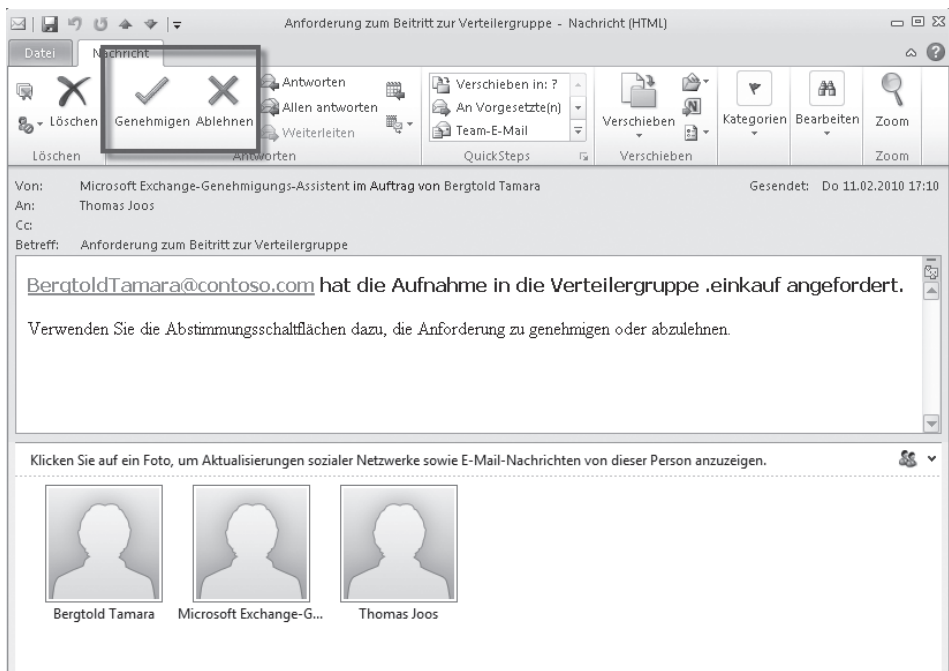 Anforderung zum Beitritt zur Verteilergruppe - Nachricht (HTML)
Datei Nachricht
Löschen
Genehmigen Ablehnen
Antworten
Allen antworten
Weiterleiten
Verschieben in: ?
An Vorgesetzte(n)
Team-E-Mail
Verschieben
Kategorien Bearbeiten Zoom
Löschen Antworten QuickSteps Verschieben Zoom
Von: Microsoft Exchange-Genehmigungs-Assistent im Auftrag von Bergtold Tamara Gesendet: Do 11.02.2010 17:10
An: Thomas Joos
Cc:
Betreff: Anforderung zum Beitritt zur Verteilergruppe
BergtoldTamara@contoso.com hat die Aufnahme in die Verteilergruppe .einkauf angefordert.
Verwenden Sie die Abstimmungsschaltflächen dazu, die Anforderung zu genehmigen oder abzulehnen.
Klicken Sie auf ein Foto, um Aktualisierungen sozialer Netzwerke sowie E-Mail-Nachrichten von dieser Person anzuzeigen.
Bergtold Tamara Microsoft Exchange-G... Thomas Joos